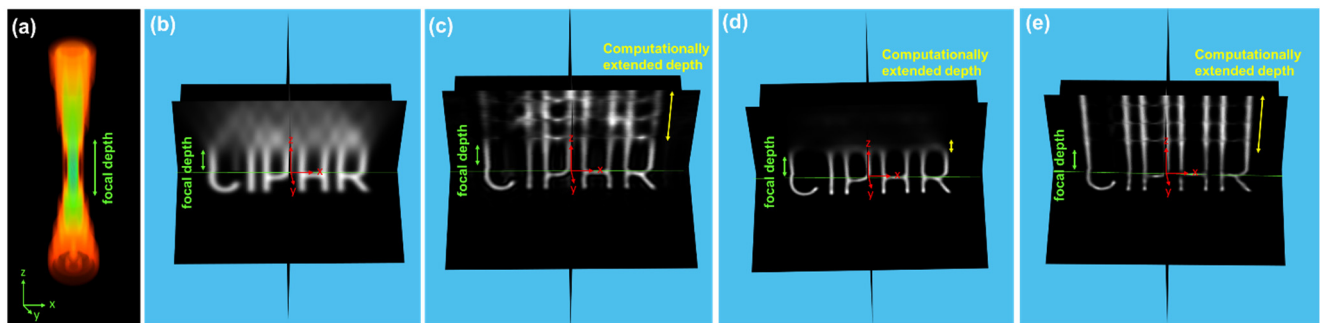 (a)
focal depth
z
x
y
(b)
focal depth
z
x
y
CIPHR
(c)
Computationally
extended depth
focal depth
z
x
y
CIPHR
(d)
Computationally
extended depth
focal depth
z
x
y
CIPHR
(e)
Computationally
extended depth
focal depth
z
x
y
CIPHR